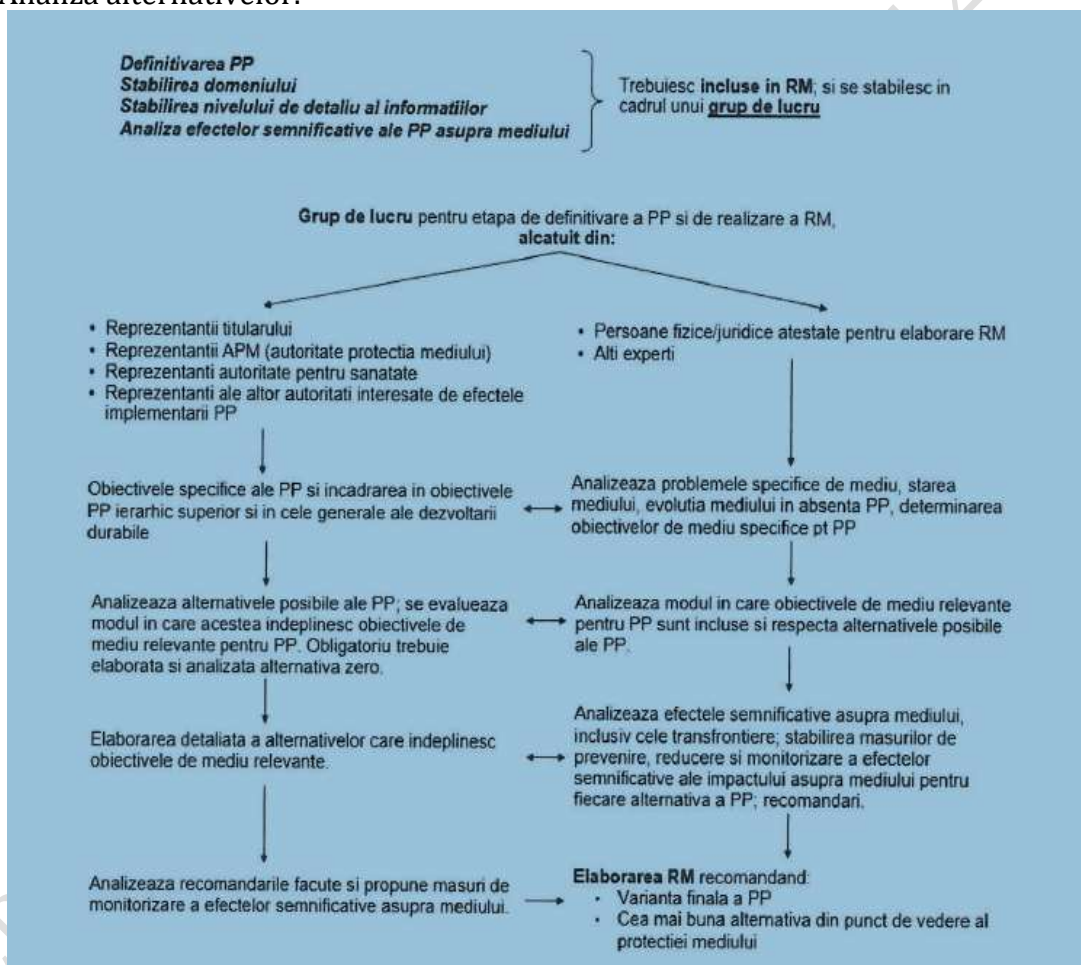 Analiza alternativelor:
Definitivarea PP
Stabilirea domeniului
Stabilirea nivelului de detaliu al informatiilor
Analiza efectelor semnificative ale PP asupra mediului
Trebuiesc incluse in RM; si se stabilesc in
cadrul unui grup de lucru
Grup de lucru pentru etapa de definitivare a PP si de realizare a RM,
alcatuit din:
• Reprezentantii titularului
• Reprezentantii APM (autoritate protectia mediului)
• Reprezentanti autoritate pentru sanatate
• Reprezentanti ale altor autoritati interesate de efectele
implementarii PP
• Persoane fizice/juridice atestate pentru elaborare RM
• Alti experti
Obiectivele specifice ale PP si incadrarea in obiectivele
PP ierarhic superior si in cele generale ale dezvoltarii
durabile
Analizeaza problemele specifice de mediu, starea
mediului, evolutia mediului in absenta PP, determinarea
obiectivelor de mediu specifice pt PP
Analizeaza alternativele posibile ale PP; se evalueaza
modul in care acestea indeplinesc obiectivele de
mediu relevante pentru PP. Obligatoriu trebuie
elaborata si analizata alternativa zero.
Analizeaza modul in care obiectivele de mediu relevante
pentru PP sunt incluse si respecta alternativele posibile
ale PP.
Elaborarea detaliata a alternativelor care indeplinesc
obiectivele de mediu relevante.
Analizeaza efectele semnificative asupra mediului,
inclusiv cele transfrontiere; stabilirea masurilor de
prevenire, reducere si monitorizare a efectelor
semnificative ale impactului asupra mediului pentru
fiecare alternativa a PP; recomandari.
Analizeaza recomandarile facute si propune masuri de
monitorizare a efectelor semnificative asupra mediului.
Elaborarea RM recomandand:
• Varianta finala a PP
• Cea mai buna alternativa din punct de vedere al
protectiei mediului